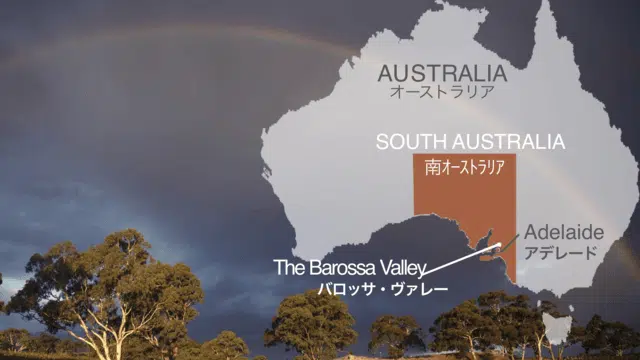 AUSTRALIA
オーストラリア
SOUTH AUSTRALIA
南オーストラリア
Adelaide
アデレード
The Barossa Valley
バロッサ・ヴァレー